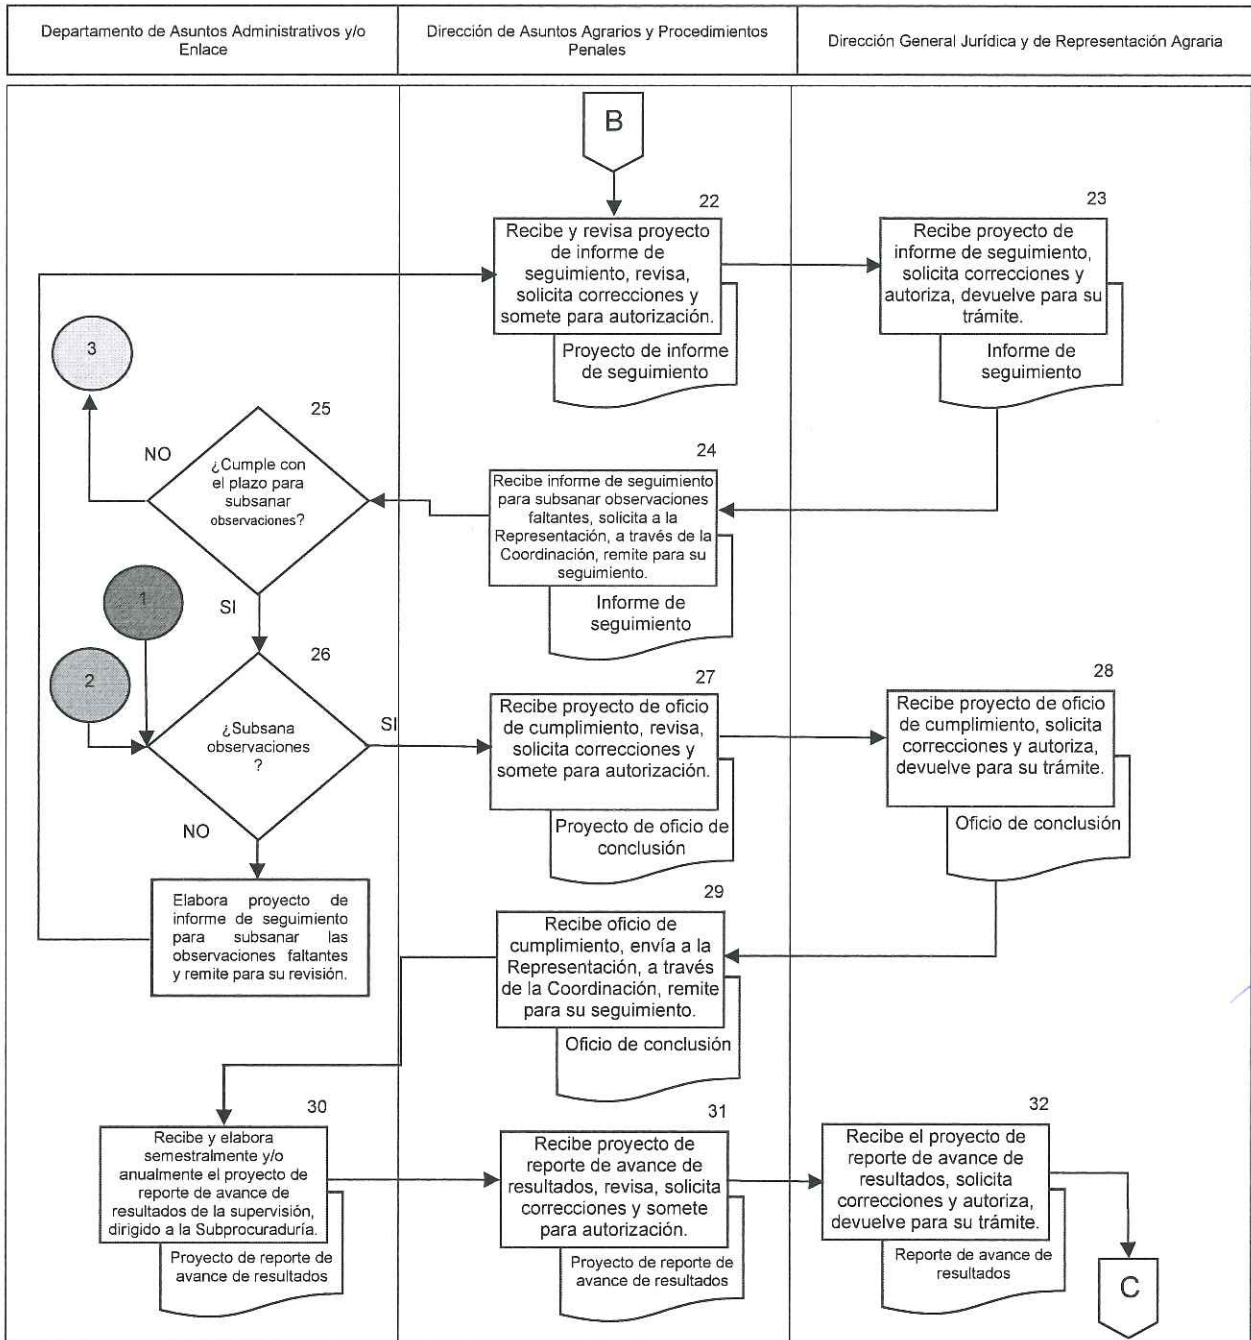 Departamento de Asuntos Administrativos y/o
Enlace
Dirección de Asuntos Agrarios y Procedimientos
Penales
Dirección General Jurídica y de Representación Agraria
B
22
Recibe y revisa proyecto
de informe de
seguimiento, revisa,
solicita correcciones y
somete para autorización.
Proyecto de informe
de seguimiento
23
Recibe proyecto de
informe de seguimiento,
solicita correcciones y
autoriza, devuelve para su
trámite.
Informe de
seguimiento
3
25
NO
¿Cumple con
el plazo para
subsanar
observaciones?
SI
24
Recibe informe de seguimiento
para subsanar observaciones
faltantes, solicita a la
Representación, a través de la
Coordinación, remite para su
seguimiento.
Informe de
seguimiento
1
2
26
¿Subsana
observaciones
?
SI
NO
27
Recibe proyecto de oficio
de cumplimiento, revisa,
solicita correcciones y
somete para autorización.
Proyecto de oficio de
conclusión
28
Recibe proyecto de oficio
de cumplimiento, solicita
correcciones y autoriza,
devuelve para su trámite.
Oficio de conclusión
Elabora proyecto de
informe de seguimiento
para subsanar las
observaciones faltantes
y remite para su revisión.
29
Recibe oficio de
cumplimiento, envía a la
Representación, a través
de la Coordinación, remite
para su seguimiento.
Oficio de conclusión
30
Recibe y elabora
semestralmente y/o
anualmente el proyecto de
reporte de avance de
resultados de la supervisión,
dirigido a la Subprocuraduría.
Proyecto de reporte de
avance de resultados
31
Recibe proyecto de
reporte de avance de
resultados, revisa, solicita
correcciones y somete
para autorización.
Proyecto de reporte de
avance de resultados
32
Recibe el proyecto de
reporte de avance de
resultados, solicita
correcciones y autoriza,
devuelve para su trámite.
Reporte de avance de
resultados
C